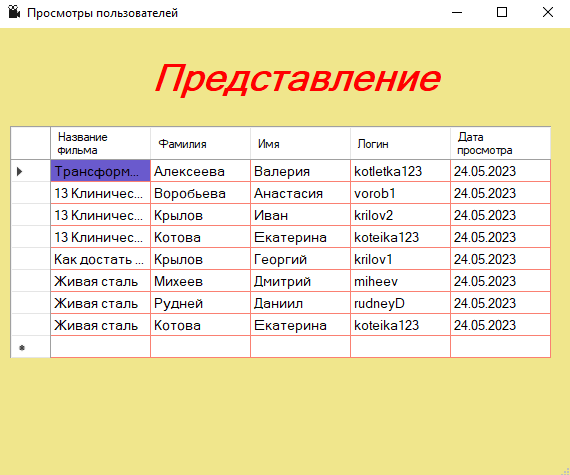 Просмотры пользователей
Представление
Название фильма Фамилия Имя Логин Дата просмотра
Трансформ... Алексеева Валерия kotletka123 24.05.2023
13 Клиничес... Воробьева Анастасия vorob1 24.05.2023
13 Клиничес... Крылов Иван krilov2 24.05.2023
13 Клиничес... Котова Екатерина koteika123 24.05.2023
Как достать ... Крылов Георгий krilov1 24.05.2023
Живая сталь Михеев Дмитрий miheev 24.05.2023
Живая сталь Рудней Даниил rudneyD 24.05.2023
Живая сталь Котова Екатерина koteika123 24.05.2023